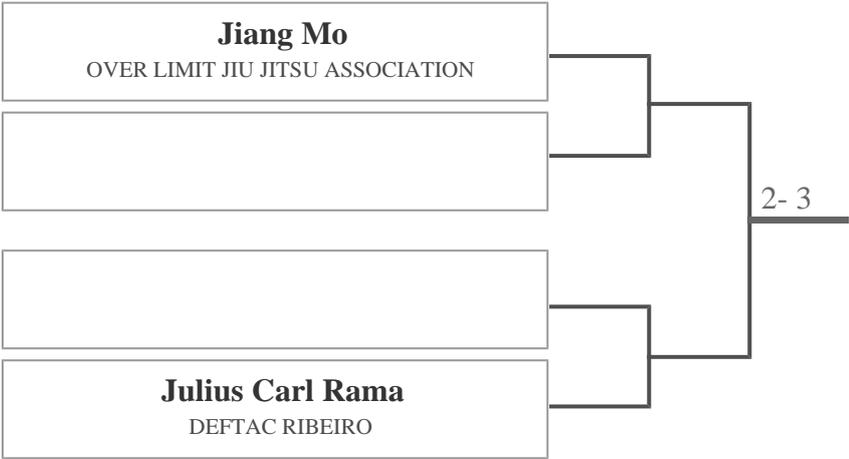 Jiang Mo
OVER LIMIT JIU JITSU ASSOCIATION
2- 3
Julius Carl Rama
DEFTAC RIBEIRO